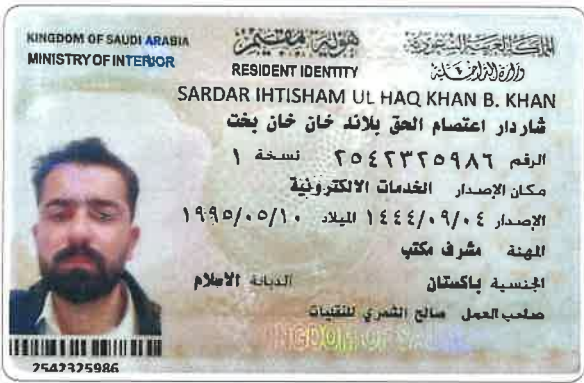 KINGDOM OF SAUDI ARABIA
MINISTRY OF INTERIOR
هوية مقيم
RESIDENT IDENTITY
المملكة العربية السعودية
وزارة الداخلية
SARDAR IHTISHAM UL HAQ KHAN B. KHAN
شاردار اعتصام الحق بلاند خان خان بخت
الرقم ٢٥٤٢٣٢٥٩٨٦ نسخة ١
مكان الإصدار الخدمات الالكترونية
الإصدار ١٤٤٤/٠٩/٠٤ الميلاد ١٩٩٥/٠٥/١٠
المهنة مشرف مكتب
الجنسية باكستان الديانة الاسلام
صاحب العمل صالح الشمري للتقنيات
2542325986